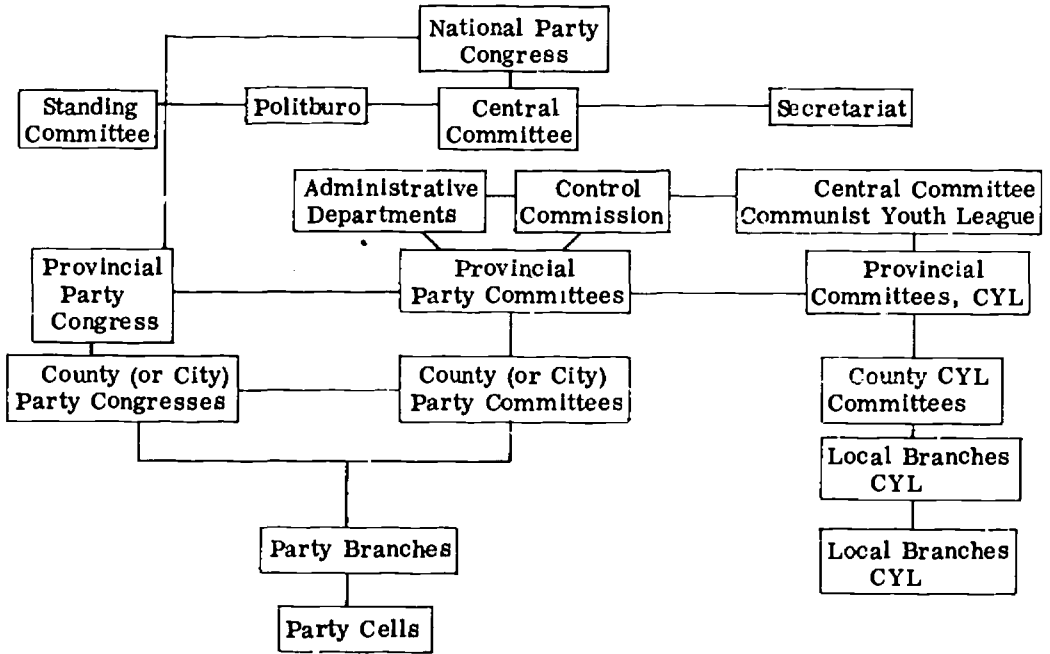 National Party
Congress
Standing
Committee
Politburo
Central
Committee
Secretariat
Administrative
Departments
Control
Commission
Central Committee
Communist Youth League
Provincial
Party
Congress
Provincial
Party Committees
Provincial
Committees, CYL
County (or City)
Party Congresses
County (or City)
Party Committees
County CYL
Committees
Local Branches
CYL
Party Branches
Local Branches
CYL
Party Cells